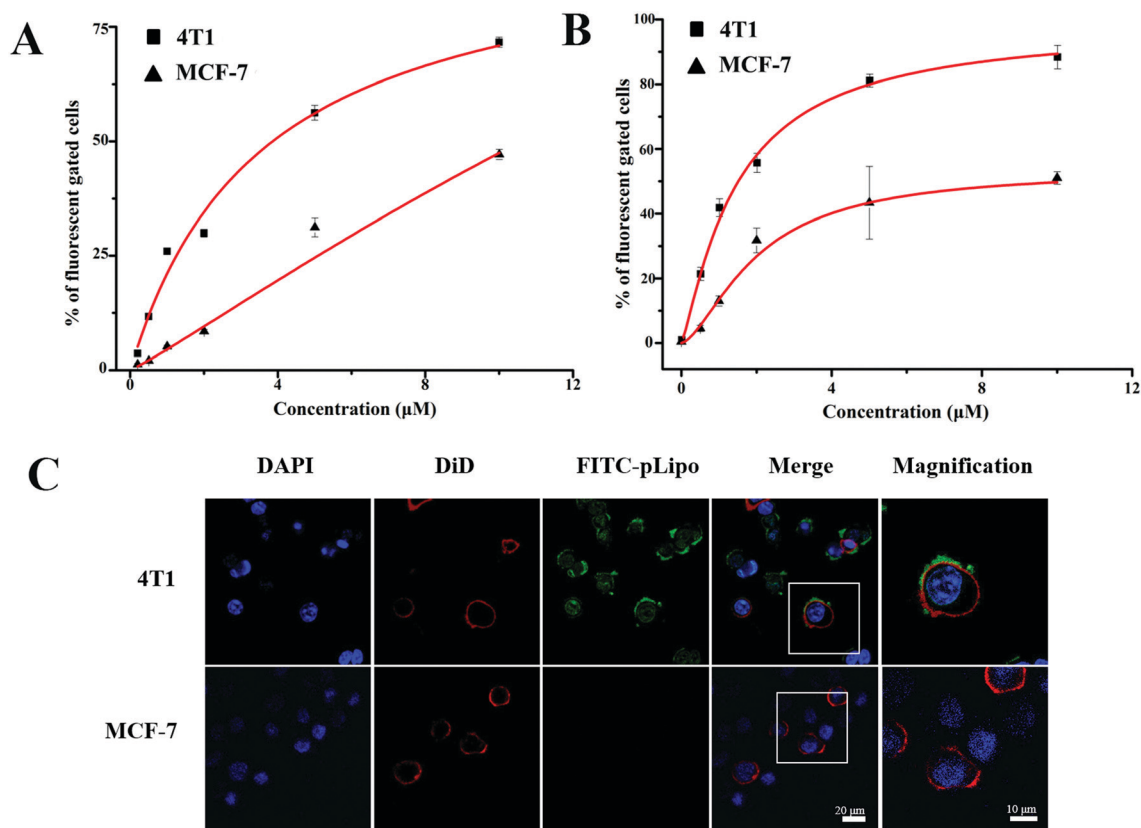 A
4T1
MCF-7
% of fluorescent gated cells
75
50
25
0
0
4
8
12
Concentration (μM)
B
4T1
MCF-7
% of fluorescent gated cells
100
80
60
40
20
0
0
4
8
12
Concentration (μM)
C
DAPI
DiD
FITC-pLipo
Merge
Magnification
4T1
MCF-7
20 μm
10 μm